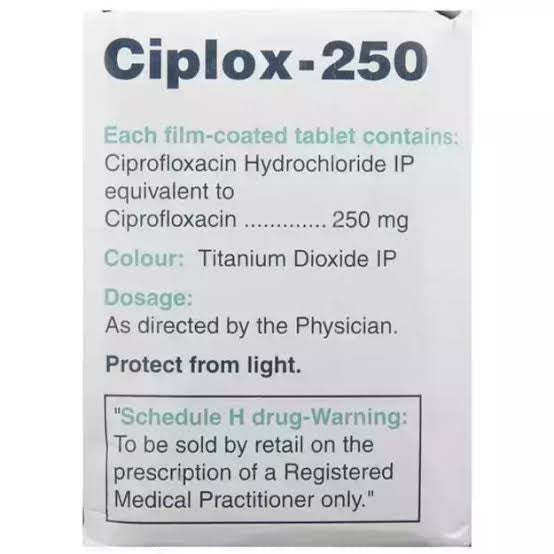 Ciplox-250
Each film-coated tablet contains:
Ciprofloxacin Hydrochloride IP
equivalent to
Ciprofloxacin ............. 250 mg
Colour: Titanium Dioxide IP
Dosage:
As directed by the Physician.
Protect from light.
"Schedule H drug-Warning:
To be sold by retail on the
prescription of a Registered
Medical Practitioner only."